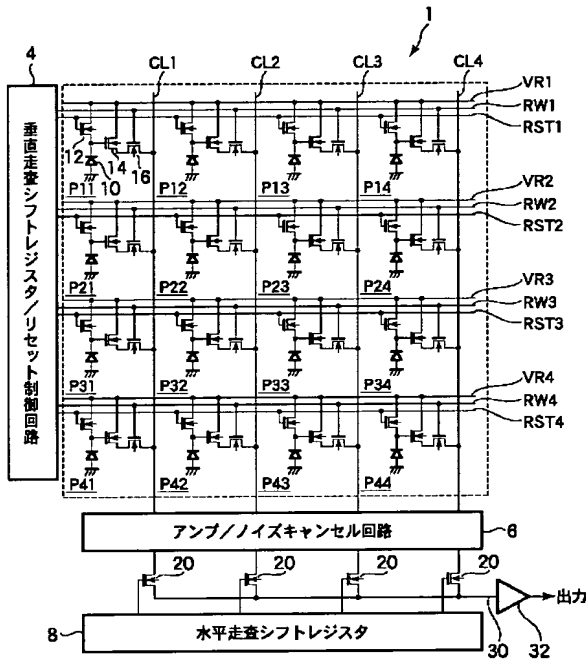 1
4
CL1
CL2
CL3
CL4
VR1
RW1
RST1
12
14
16
10
P11
P12
P13
P14
VR2
RW2
RST2
P21
P22
P23
P24
VR3
RW3
RST3
P31
P32
P33
P34
VR4
RW4
RST4
P41
P42
P43
P44
垂直走査シフトレジスタ/リセット制御回路
アンプ/ノイズキャンセル回路
6
20
20
20
20
出力
8
水平走査シフトレジスタ
30
32